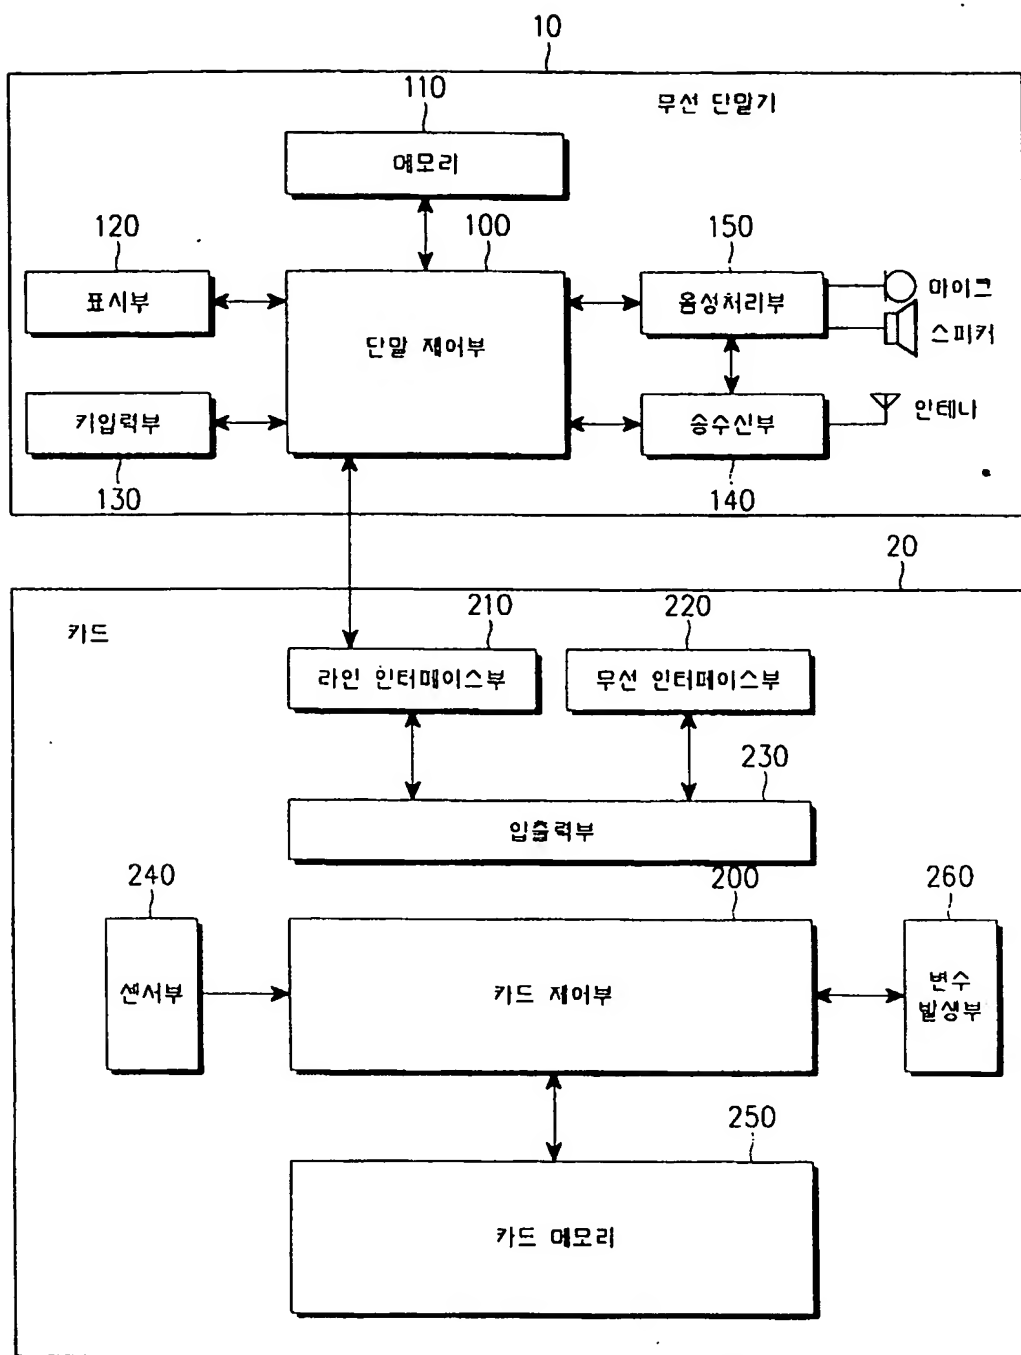 10
무선 단말기
110
메모리
120
100
150
표시부
단말 제어부
음성처리부
마이크
스피커
키입력부
송수신부
안테나
130
140
20
카드
210
220
라인 인터페이스부
무선 인터페이스부
230
입출력부
240
200
260
센서부
카드 제어부
변수
발생부
250
카드 메모리